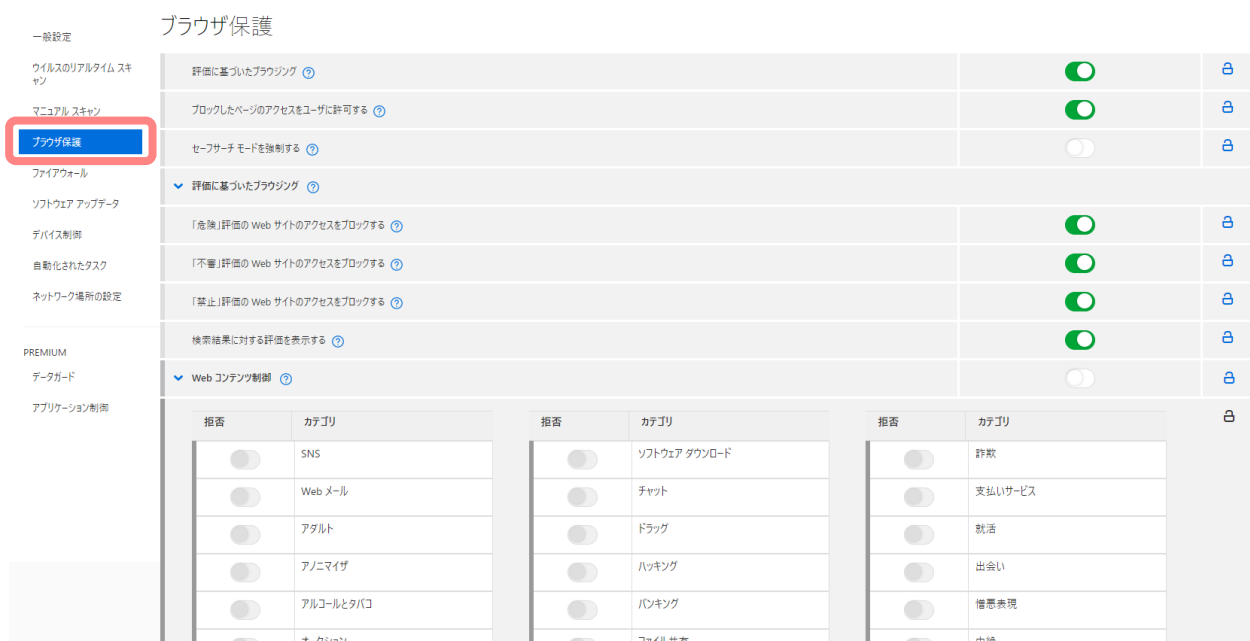 ブラウザ保護
一般設定
ウイルスのリアルタイム スキ
ャン
マニュアル スキャン
ブラウザ保護
ファイアウォール
ソフトウェア アップデータ
デバイス制御
自動化されたタスク
ネットワーク場所の設定
PREMIUM
データガード
アプリケーション制御
評価に基づいたブラウジング ?
ブロックしたページのアクセスをユーザに許可する ?
セーフサーチ モードを強制する ?
評価に基づいたブラウジング ?
「危険」評価の Web サイトのアクセスをブロックする ?
「不審」評価の Web サイトのアクセスをブロックする ?
「禁止」評価の Web サイトのアクセスをブロックする ?
検索結果に対する評価を表示する ?
Web コンテンツ制御 ?
拒否 カテゴリ 拒否 カテゴリ 拒否 カテゴリ
SNS ソフトウェア ダウンロード 詐欺
Web メール チャット 支払いサービス
アダルト ドラッグ 就活
アノニマイザ ハッキング 出会い
アルコールとタバコ バンキング 憎悪表現
オークション ファイル共有 中絶